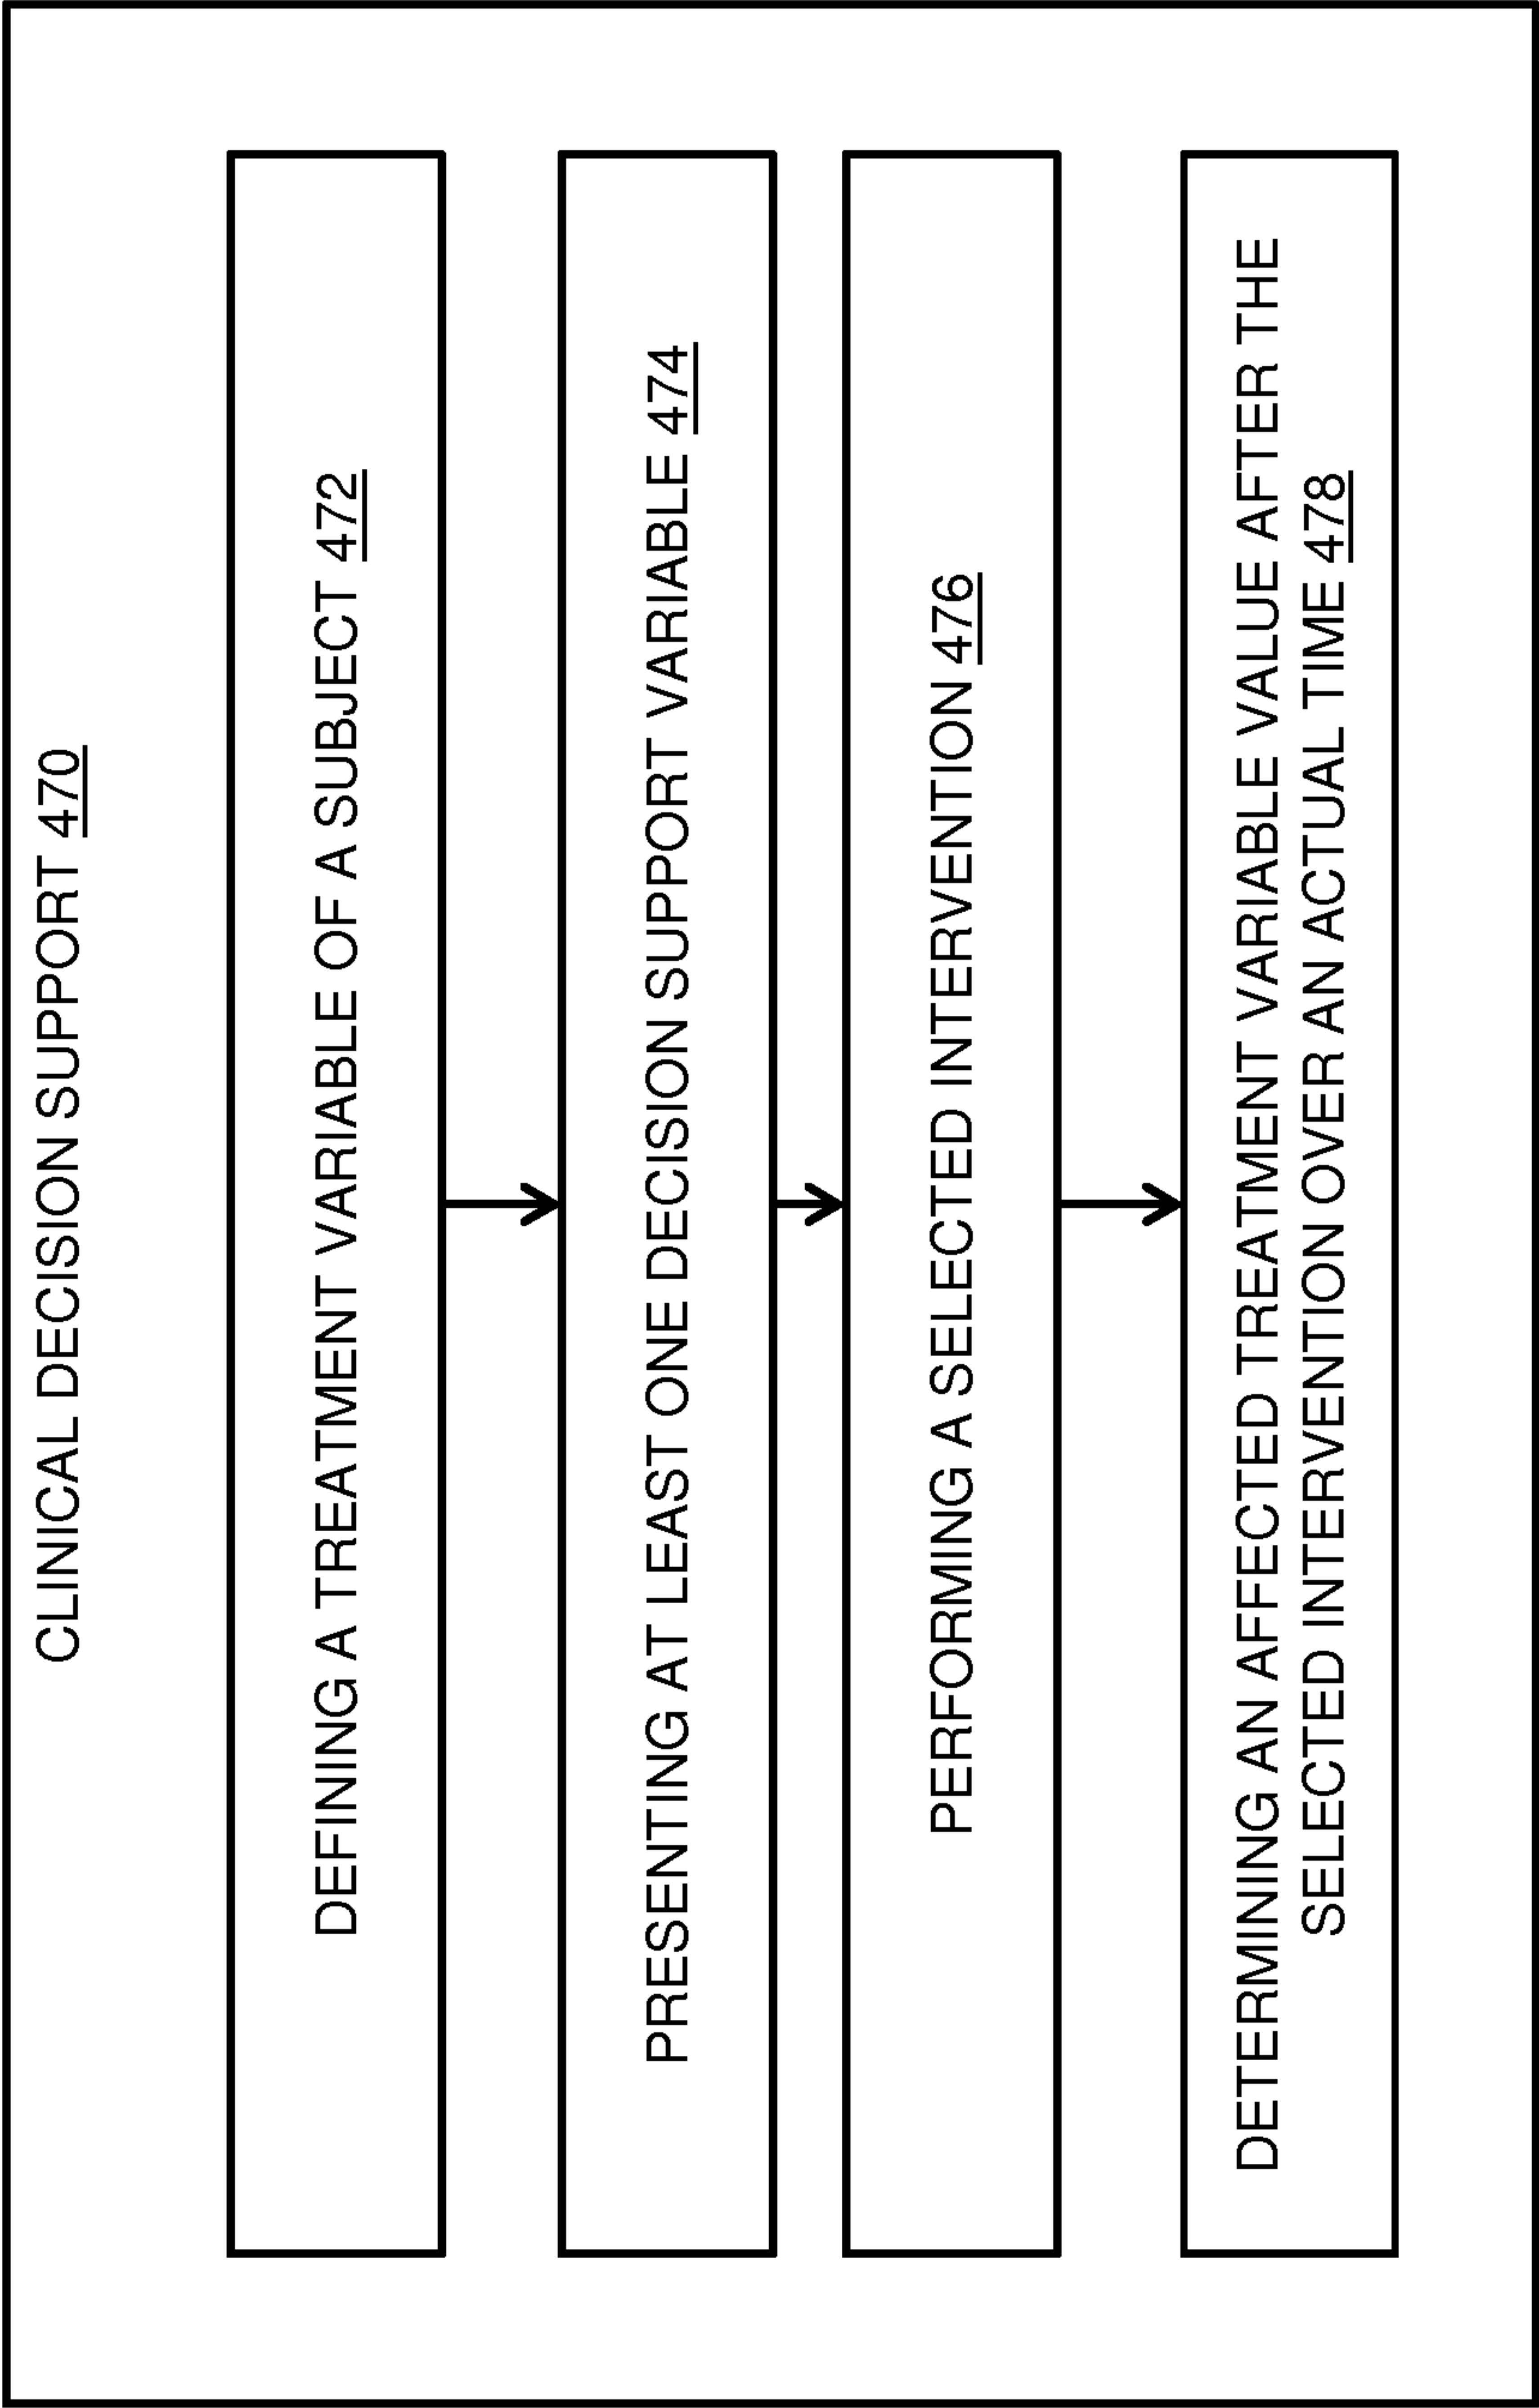 CLINICAL DECISION SUPPORT 470
DEFINING A TREATMENT VARIABLE OF A SUBJECT 472
PRESENTING AT LEAST ONE DECISION SUPPORT VARIABLE 474
PERFORMING A SELECTED INTERVENTION 476
DETERMINING AN AFFECTED TREATMENT VARIABLE VALUE AFTER THE
SELECTED INTERVENTION OVER AN ACTUAL TIME 478